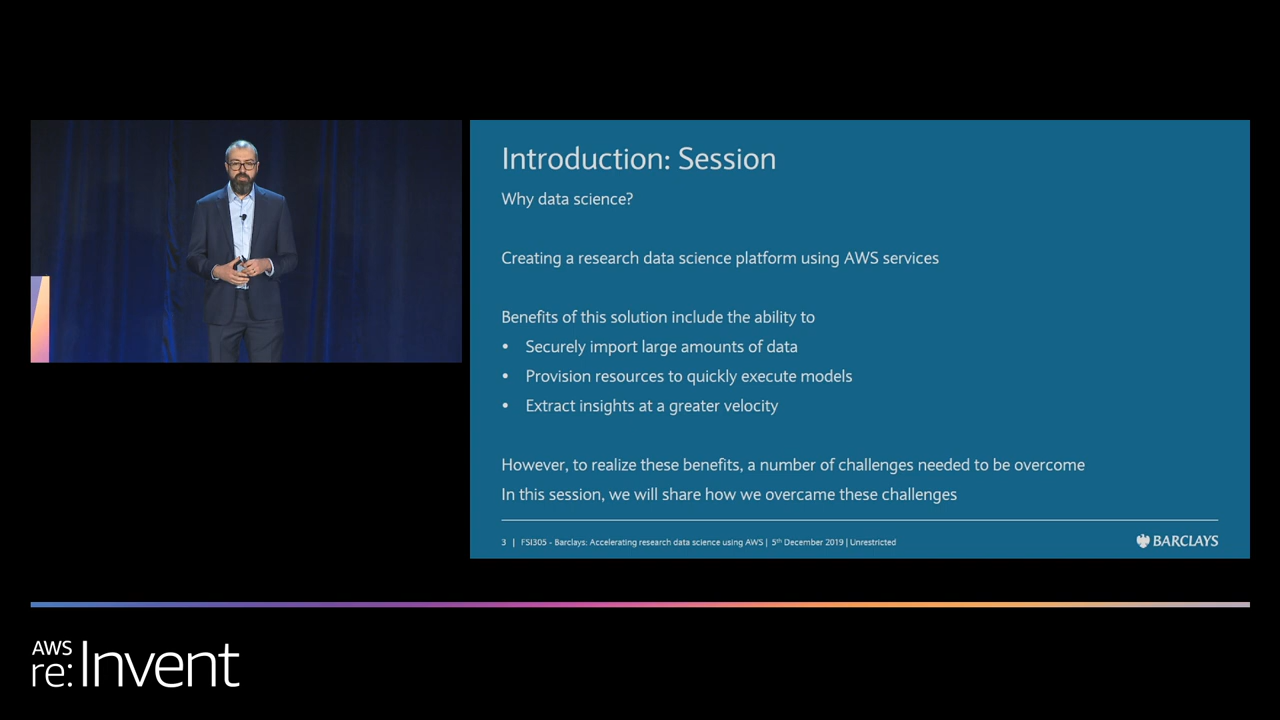 Introduction: Session
Why data science?
Creating a research data science platform using AWS services
Benefits of this solution include the ability to
• Securely import large amounts of data
• Provision resources to quickly execute models
• Extract insights at a greater velocity
However, to realize these benefits, a number of challenges needed to be overcome
In this session, we will share how we overcame these challenges
3 | FSI305 - Barclays: Accelerating research data science using AWS | 5th December 2019 | Unrestricted
BARCLAYS
AWS
re:Invent